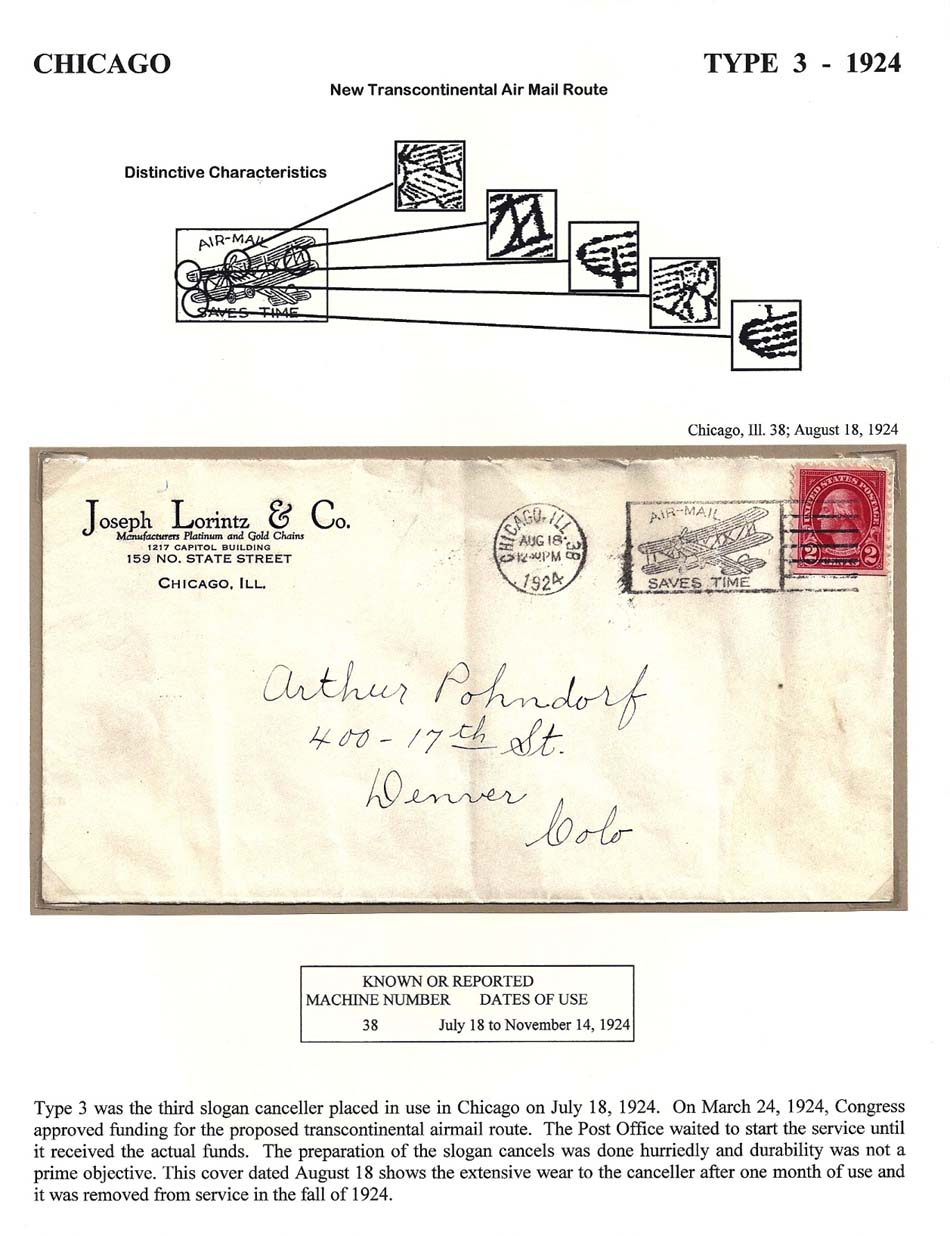 CHICAGO TYPE 3 - 1924
New Transcontinental Air Mail Route
Distinctive Characteristics
AIR-MAIL
SAVES TIME
Chicago, Ill. 38; August 18, 1924
Joseph Lorintz & Co.
Manufacturers Platinum and Gold Chains
1217 CAPITOL BUILDING
159 NO. STATE STREET
CHICAGO, ILL.
CHICAGO, ILL. 38
AUG 18
PM
1924
AIR-MAIL
SAVES TIME
UNITED STATES POSTAGE
2 2
Arthur Pohndorf
400 - 17th St.
Denver
Colo
KNOWN OR REPORTED
MACHINE NUMBER DATES OF USE
38 July 18 to November 14, 1924
Type 3 was the third slogan canceller placed in use in Chicago on July 18, 1924. On March 24, 1924, Congress
approved funding for the proposed transcontinental airmail route. The Post Office waited to start the service until
it received the actual funds. The preparation of the slogan cancels was done hurriedly and durability was not a
prime objective. This cover dated August 18 shows the extensive wear to the canceller after one month of use and
it was removed from service in the fall of 1924.